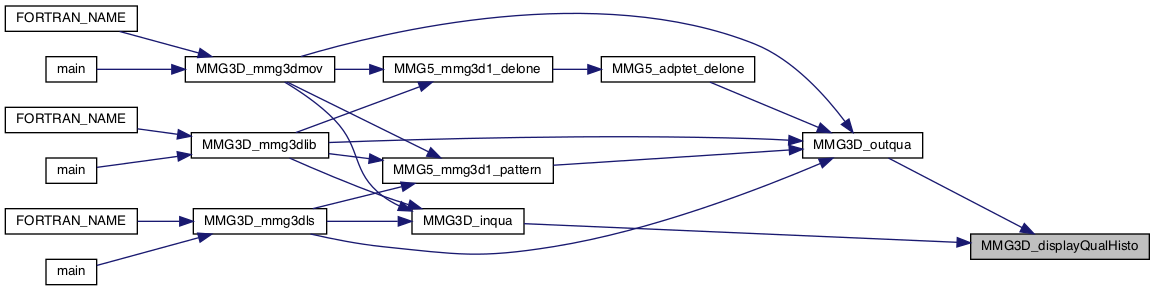 FORTRAN_NAME
main
MMG3D_mmg3dmov
MMG5_mmg3d1_delone
MMG5_adptet_delone
FORTRAN_NAME
MMG3D_mmg3dlib
MMG3D_outqua
main
MMG5_mmg3d1_pattern
FORTRAN_NAME
MMG3D_mmg3dls
MMG3D_inqua
MMG3D_displayQualHisto
main